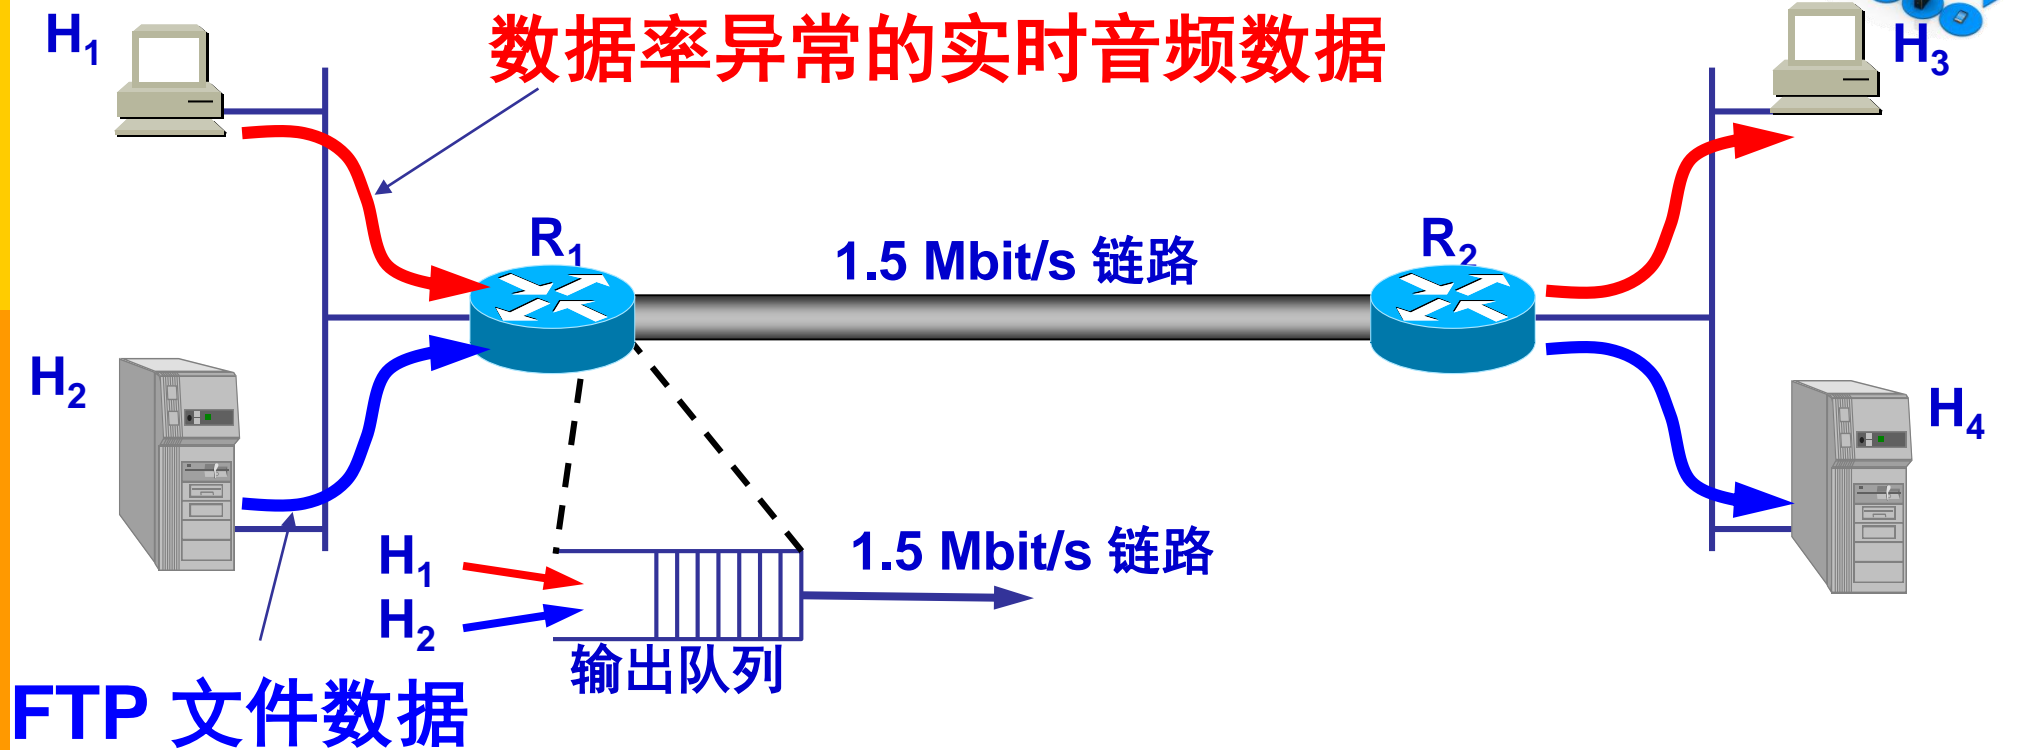 H1
数据率异常的实时音频数据
H3
R1
1.5 Mbit/s 链路
R2
H2
H4
H1
1.5 Mbit/s 链路
H2
输出队列
FTP 文件数据